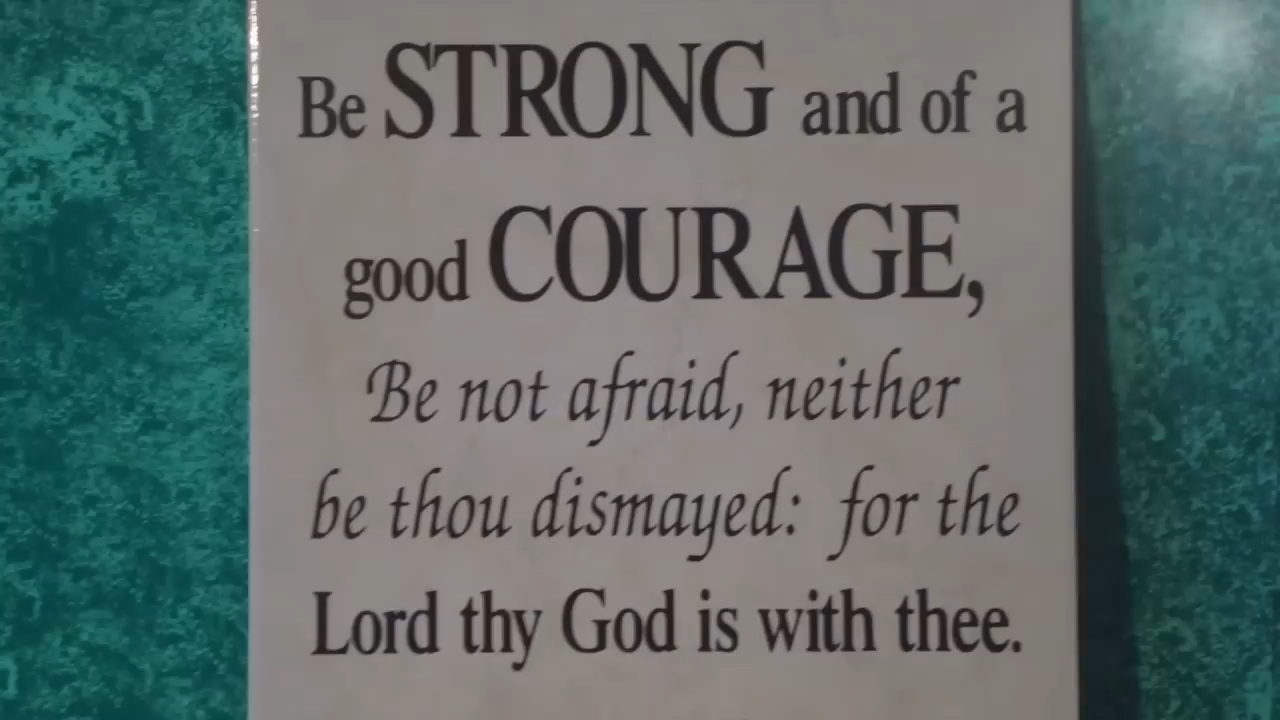 Be STRONG and of a
good COURAGE,
Be not afraid, neither
be thou dismayed: for the
Lord thy God is with thee.